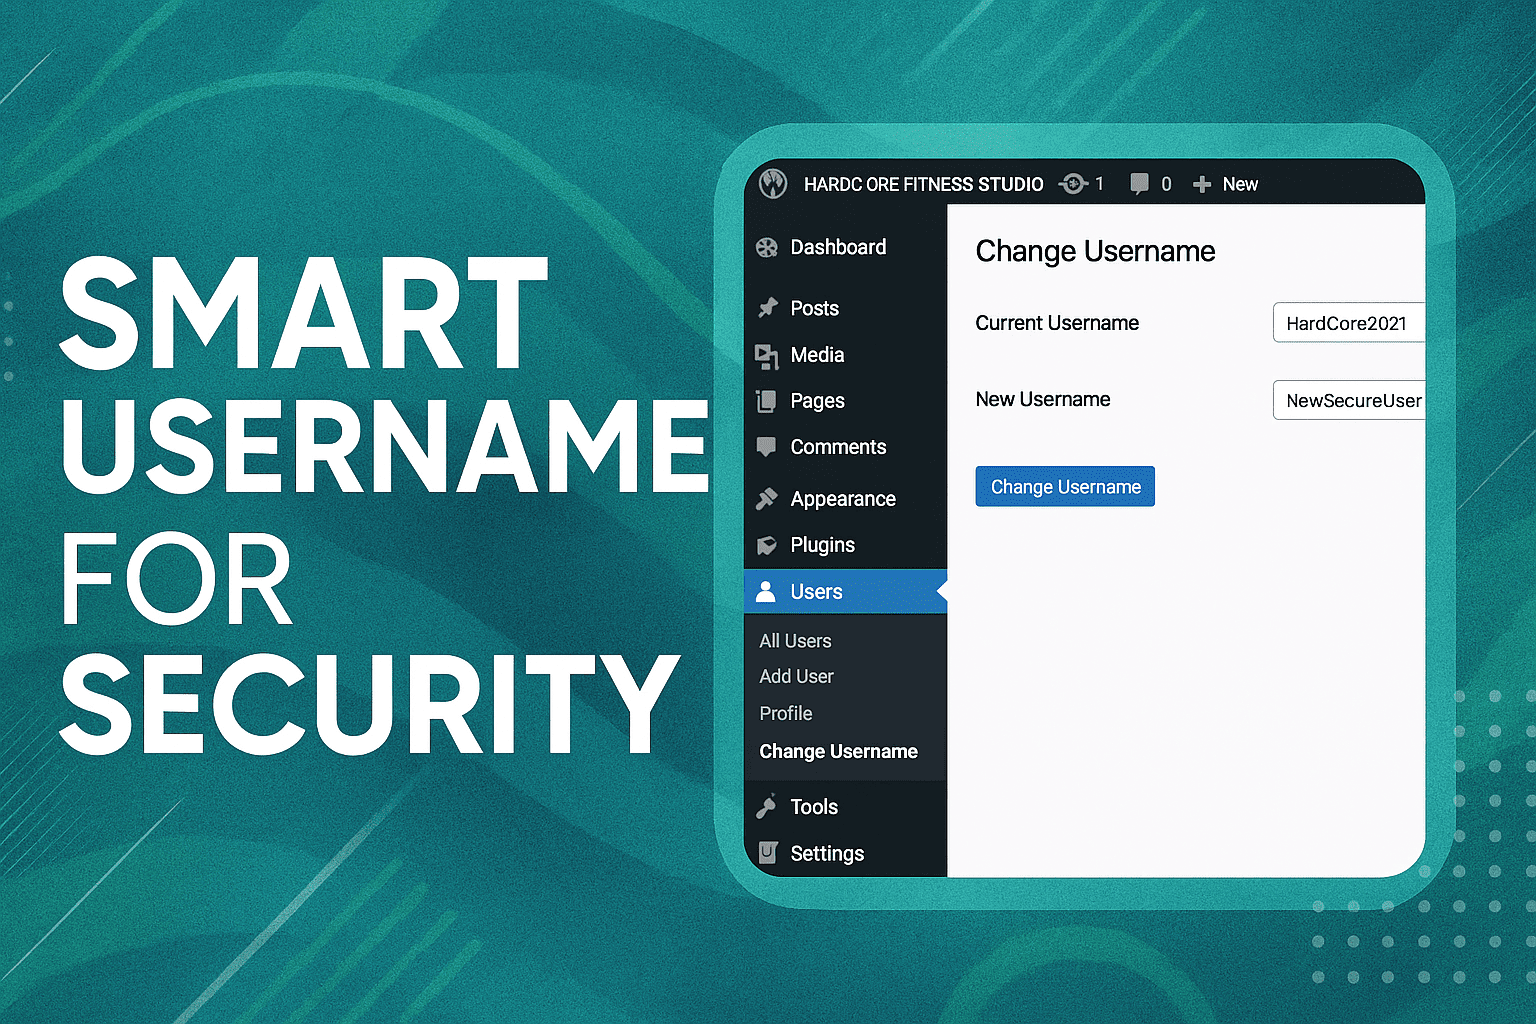 SMART
USERNAME
FOR
SECURITY
HARDC ORE FITNESS STUDIO 1 0 + New
Dashboard
Posts
Media
Pages
Comments
Appearance
Plugins
Users
All Users
Add User
Profile
Change Username
Tools
Settings
Change Username
Current Username HardCore2021
New Username NewSecureUser
Change Username